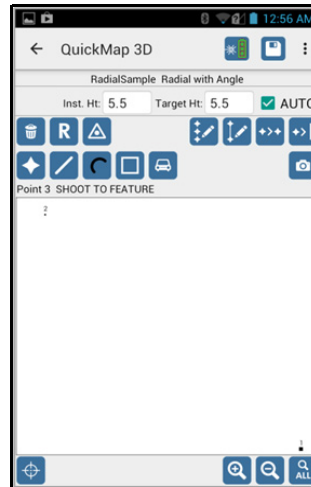 12:56 AM
QuickMap 3D
RadialSample Radial with Angle
Inst. Ht: 5.5 Target Ht: 5.5 AUTO
R
Point 3 SHOOT TO FEATURE
2
1
ALL